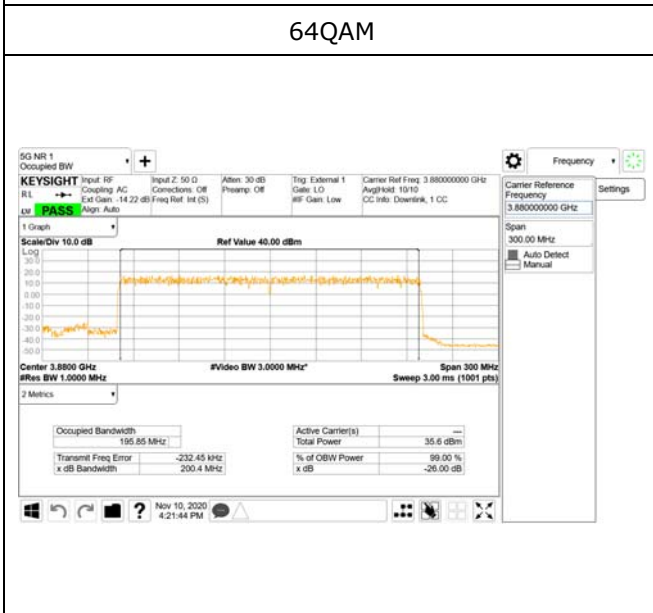 64QAM
5G NR 1
Occupied BW
+
Frequency
KEYSIGHT Input: RF Input Z: 50 Ω Atten: 30 dB Trig: External 1 Carrier Ref Freq: 3.880000000 GHz
RL Coupling: AC Corrections: Off Preamp: Off Gate: LO Avg|Hold: 10/10
Ext Gain: -14.22 dB Freq Ref: Int (S) #IF Gain: Low CC Info: Downlink, 1 CC
PASS Align: Auto
Carrier Reference
Frequency
3.880000000 GHz
Settings
Span
300.00 MHz
Auto Detect
Manual
1 Graph
Scale/Div 10.0 dB Ref Value 40.00 dBm
Log
30.0
20.0
10.0
0.00
-10.0
-20.0
-30.0
-40.0
-50.0
Center 3.8800 GHz #Video BW 3.0000 MHz* Span 300 MHz
#Res BW 1.0000 MHz Sweep 3.00 ms (1001 pts)
2 Metrics
Occupied Bandwidth Active Carrier(s) ---
195.85 MHz Total Power 35.6 dBm
Transmit Freq Error -232.45 kHz % of OBW Power 99.00 %
x dB Bandwidth 200.4 MHz x dB -26.00 dB
? Nov 10, 2020
4:21:44 PM